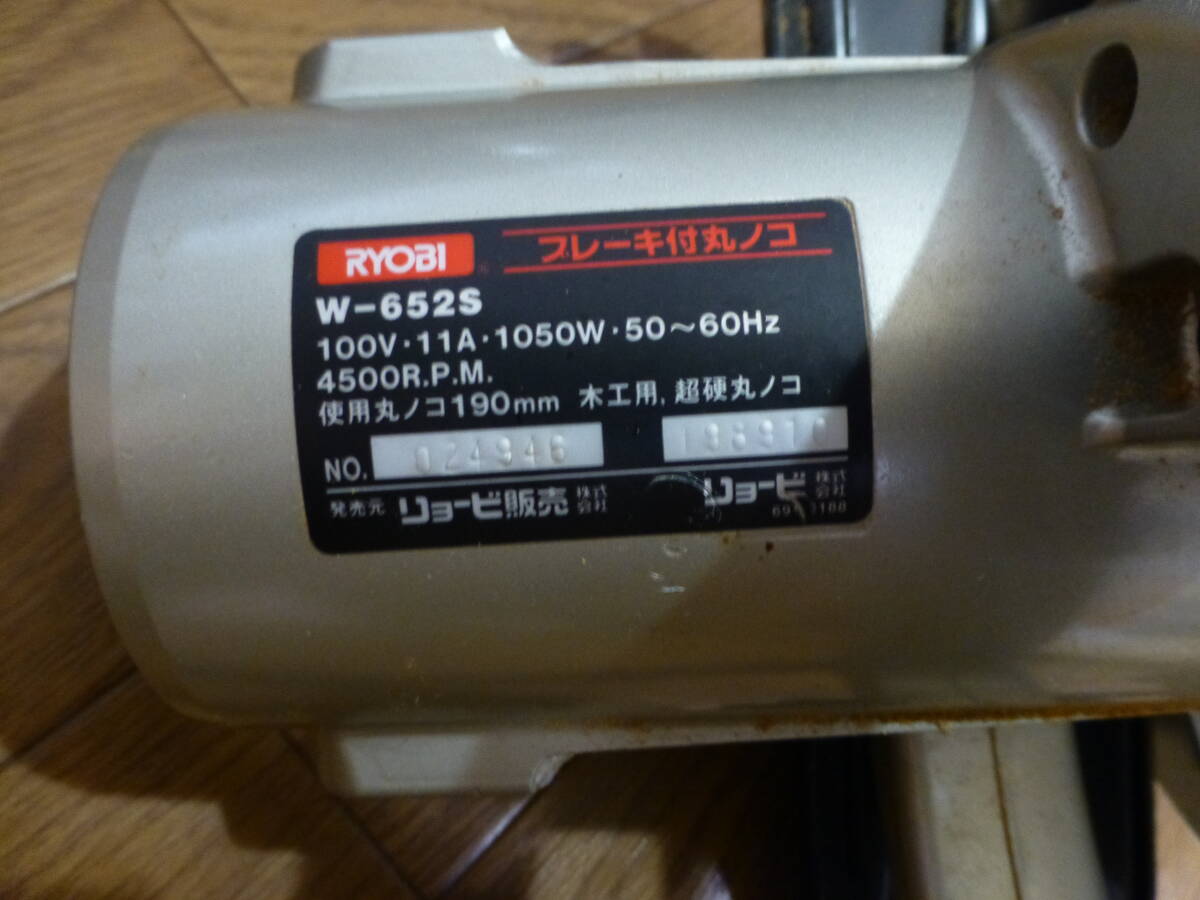 RYOBI® ブレーキ付丸ノコ
W-652S
100V・11A・1050W・50〜60Hz
4500R.P.M.
使用丸ノコ190mm 木工用,超硬丸ノコ
NO. 024946 198910
発売元 リョービ販売株式会社 リョービ株式会社